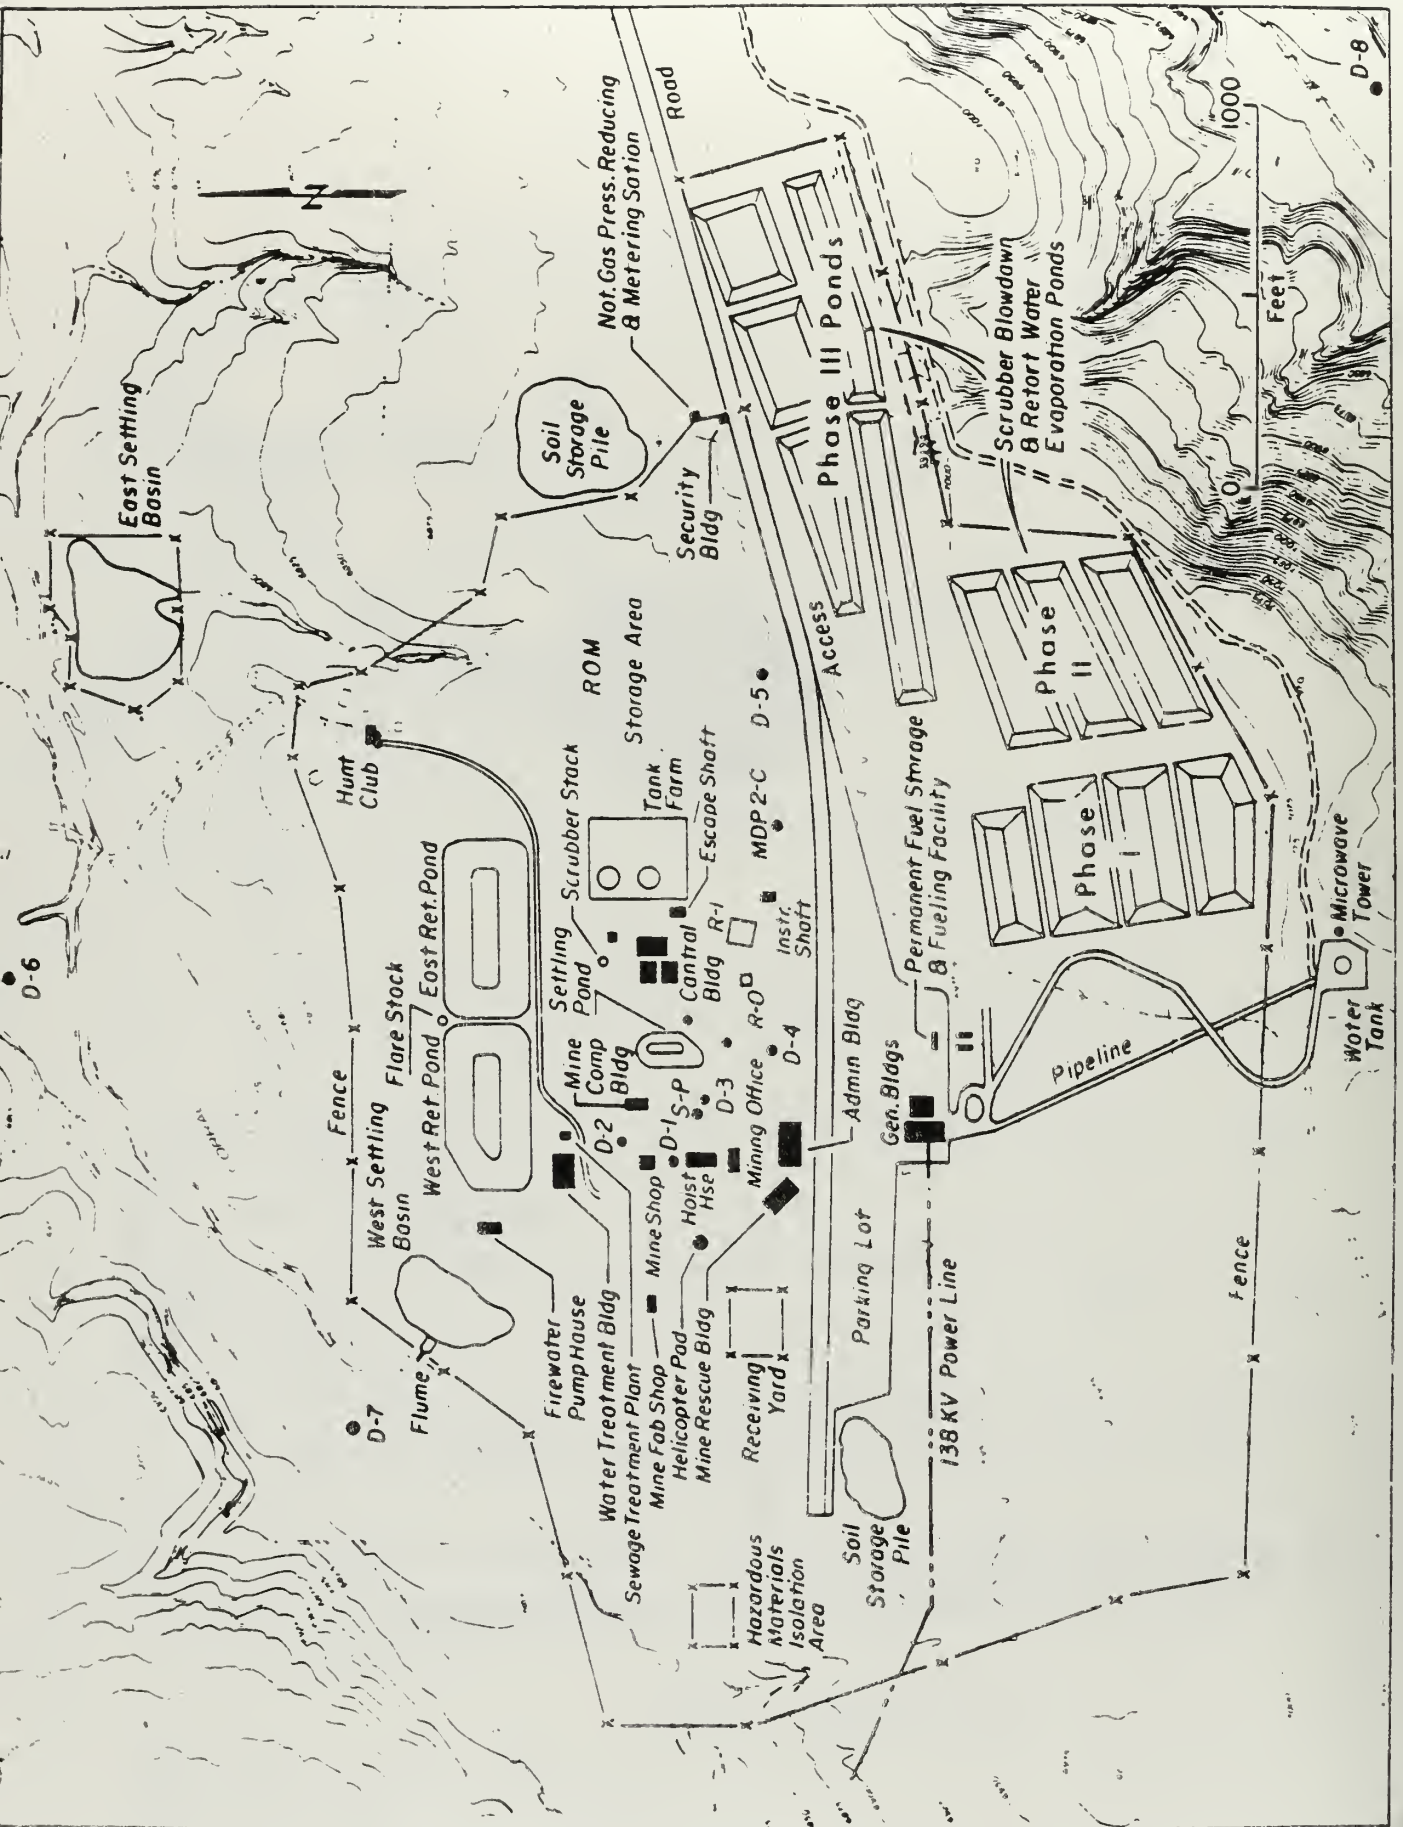 D-6
East Setting
Basin
N
Hunt
Club
Fence
Flare Stock
West Settling
Basin
West Ret. Pond
East Ret. Pond
D-7
Flume
Soil
Storage
Pile
Not. Gas Press. Reducing
& Metering Sation
Road
Security
Bldg
ROM
Storage Area
Tank
Farm
Scrubber Stack
Escape Shaft
Settling
Pond
Mine
Comp
Bldg
Cantral
Bldg
R-1
D-5
MDP 2-C
Instr.
Shaft
R-O
D-4
D-3
S-P
D-1
D-2
Mining Office
Admin Bldg
Hoist
Hse
Mine Shop
Firewater
Pump House
Water Treatment Bldg
Sewage Treatment Plant
Mine Fab Shop
Helicopter Pad
Mine Rescue Bldg
Receiving
Yard
Hazardous
Materials
Isolation
Area
Soil
Storage
Pile
Parking Lot
138 KV Power Line
Gen. Bldgs
Permanent Fuel Storage
& Fueling Facility
Access
Phase III Ponds
Phase
II
Phase
I
Scrubber Blowdawn
& Retort Water
Evaporation Ponds
Pipeline
Microwave
Tower
Water
Tank
Fence
0
1000
Feet
D-8